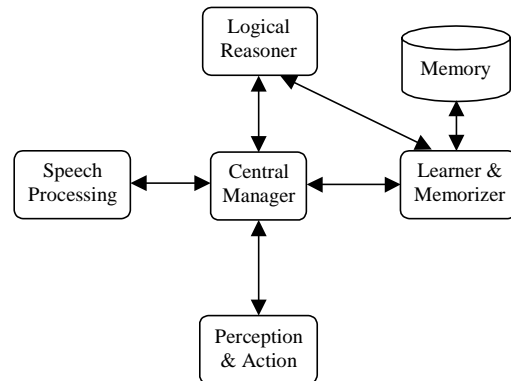 Logical
Reasoner
Memory
Speech
Processing
Central
Manager
Learner &
Memorizer
Perception
& Action